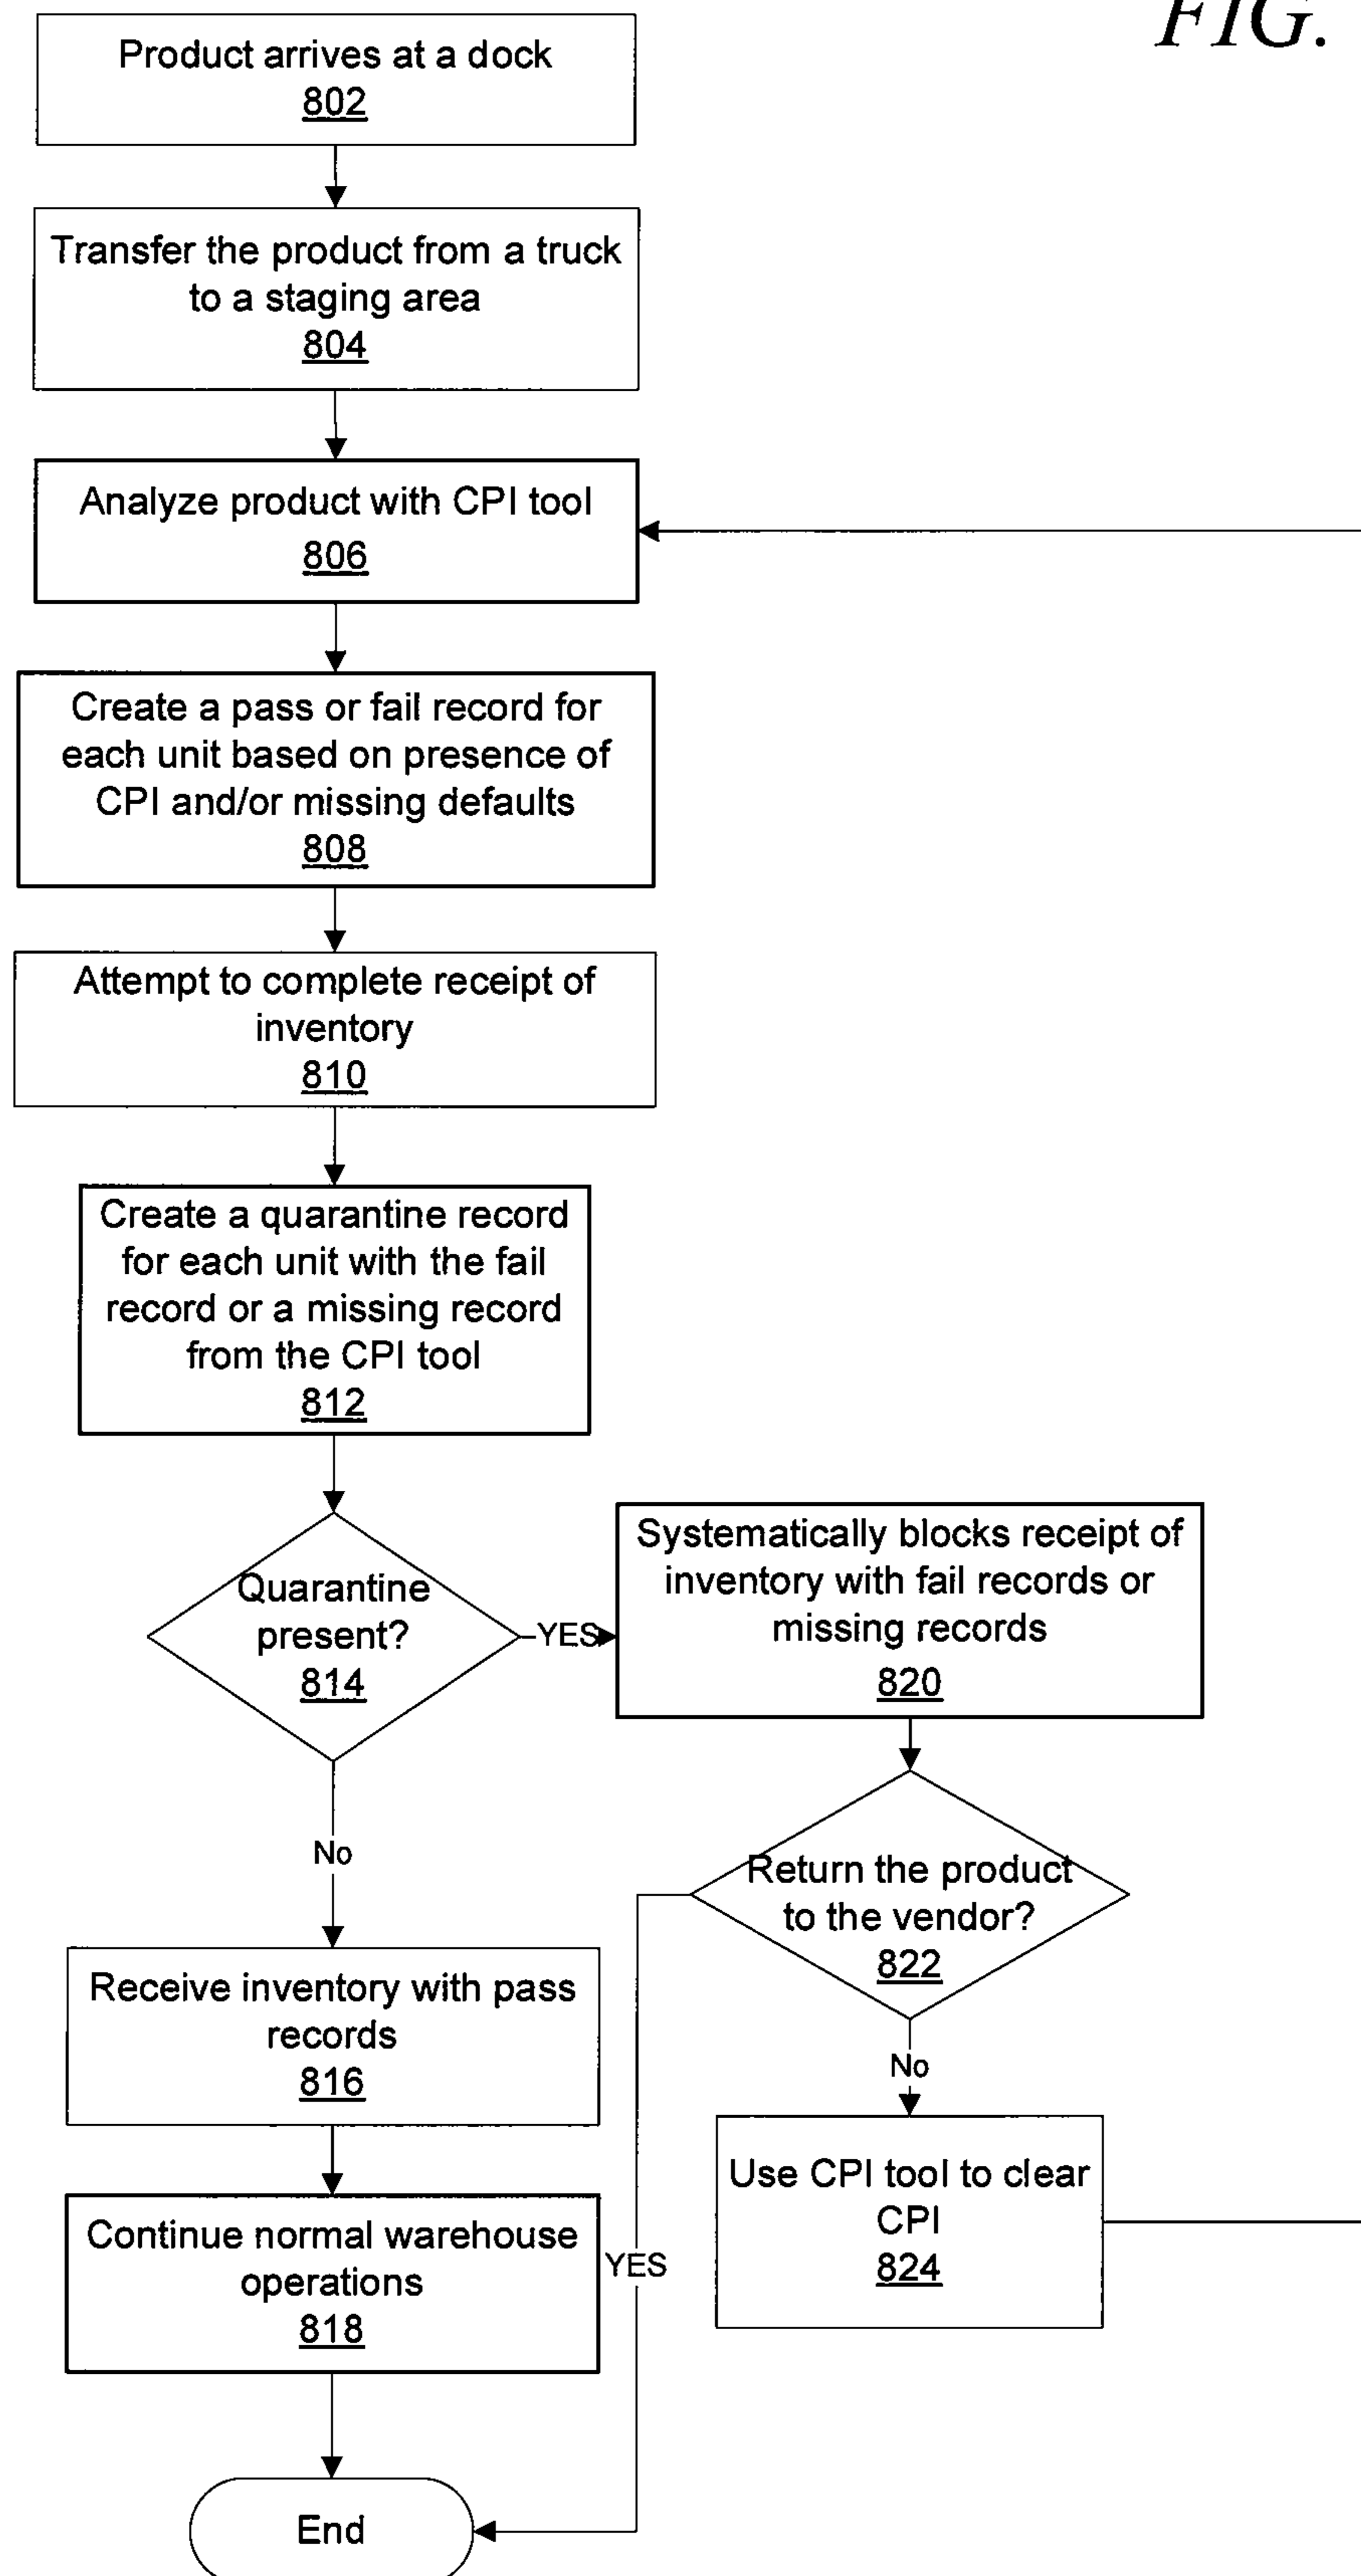 FIG.
Product arrives at a dock
802
Transfer the product from a truck
to a staging area
804
Analyze product with CPI tool
806
Create a pass or fail record for
each unit based on presence of
CPI and/or missing defaults
808
Attempt to complete receipt of
inventory
810
Create a quarantine record
for each unit with the fail
record or a missing record
from the CPI tool
812
Quarantine
present?
814
YES
Systematically blocks receipt of
inventory with fail records or
missing records
820
No
Return the product
to the vendor?
822
No
Receive inventory with pass
records
816
Use CPI tool to clear
CPI
824
Continue normal warehouse
operations
818
YES
End